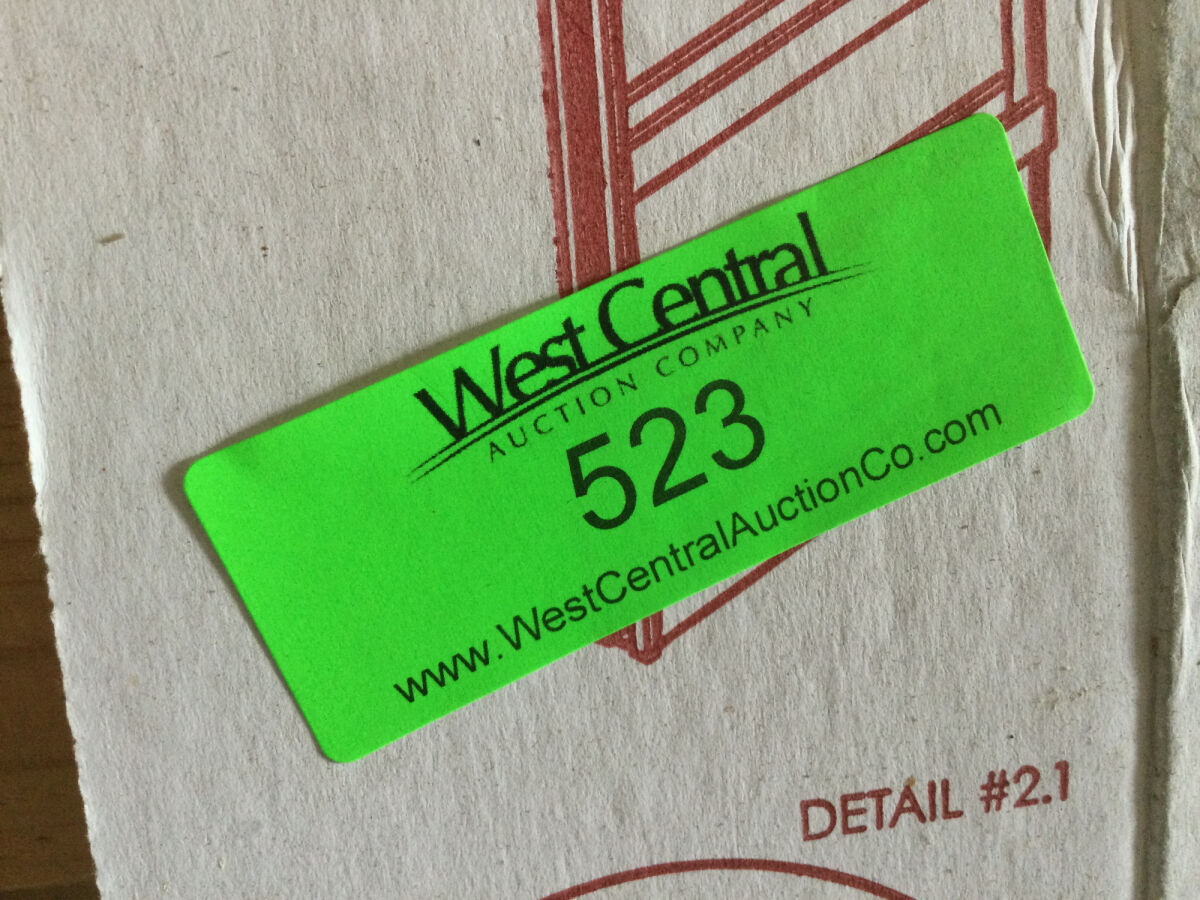 West Central
AUCTION COMPANY
523
www.WestCentralAuctionCo.com
DETAIL #2.1